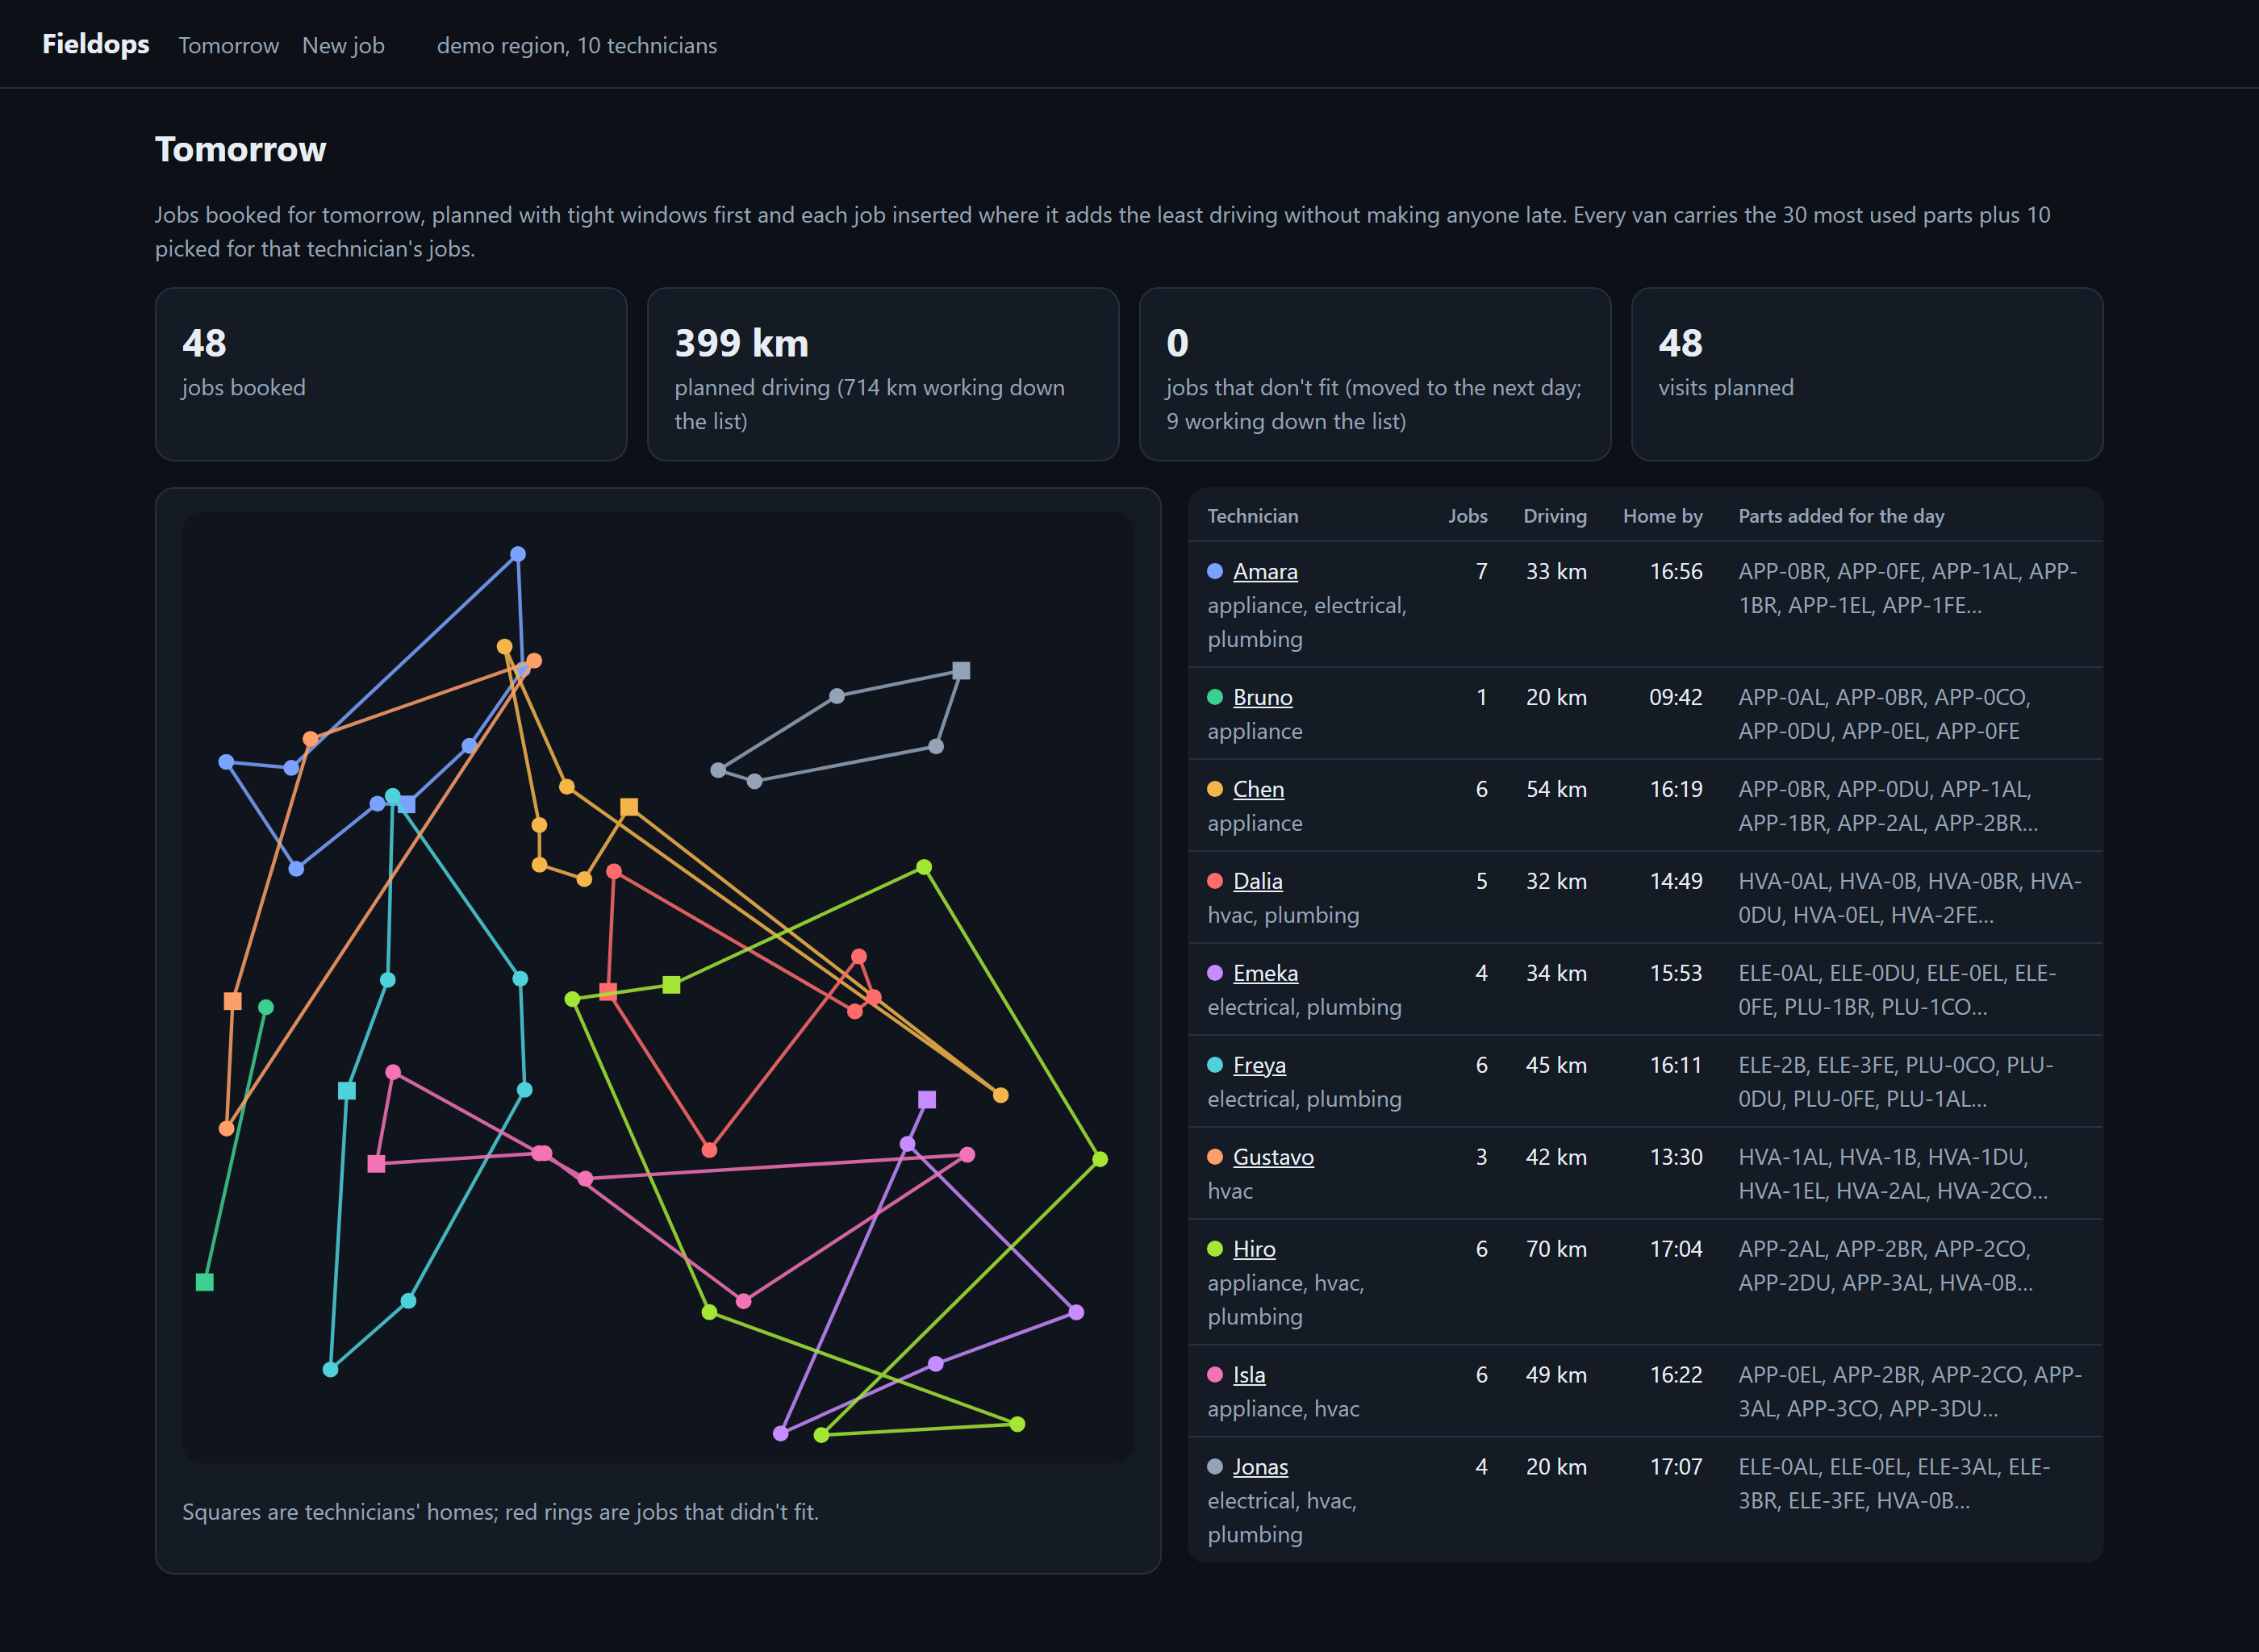 Fieldops Tomorrow New job demo region, 10 technicians
Tomorrow
Jobs booked for tomorrow, planned with tight windows first and each job inserted where it adds the least driving without making anyone late. Every van carries the 30 most used parts plus 10
picked for that technician's jobs.
48
jobs booked
399 km
planned driving (714 km working down
the list)
0
jobs that don't fit (moved to the next day;
9 working down the list)
48
visits planned
Squares are technicians' homes; red rings are jobs that didn't fit.
Technician Jobs Driving Home by Parts added for the day
Amara 7 33 km 16:56 APP-0BR, APP-0FE, APP-1AL, APP-
appliance, electrical, 1BR, APP-1EL, APP-1FE...
plumbing
Bruno 1 20 km 09:42 APP-0AL, APP-0BR, APP-0CO,
appliance APP-0DU, APP-0EL, APP-0FE
Chen 6 54 km 16:19 APP-0BR, APP-0DU, APP-1AL,
appliance APP-1BR, APP-2AL, APP-2BR...
Dalia 5 32 km 14:49 HVA-0AL, HVA-0B, HVA-0BR, HVA-
hvac, plumbing 0DU, HVA-0EL, HVA-2FE...
Emeka 4 34 km 15:53 ELE-0AL, ELE-0DU, ELE-0EL, ELE-
electrical, plumbing 0FE, PLU-1BR, PLU-1CO...
Freya 6 45 km 16:11 ELE-2B, ELE-3FE, PLU-0CO, PLU-
electrical, plumbing 0DU, PLU-0FE, PLU-1AL...
Gustavo 3 42 km 13:30 HVA-1AL, HVA-1B, HVA-1DU,
hvac HVA-1EL, HVA-2AL, HVA-2CO...
Hiro 6 70 km 17:04 APP-2AL, APP-2BR, APP-2CO,
appliance, hvac, APP-2DU, APP-3AL, HVA-0B...
plumbing
Isla 6 49 km 16:22 APP-0EL, APP-2BR, APP-2CO, APP-
appliance, hvac 3AL, APP-3CO, APP-3DU...
Jonas 4 20 km 17:07 ELE-0AL, ELE-0EL, ELE-3AL, ELE-
electrical, hvac, 3BR, ELE-3FE, HVA-0B...
plumbing